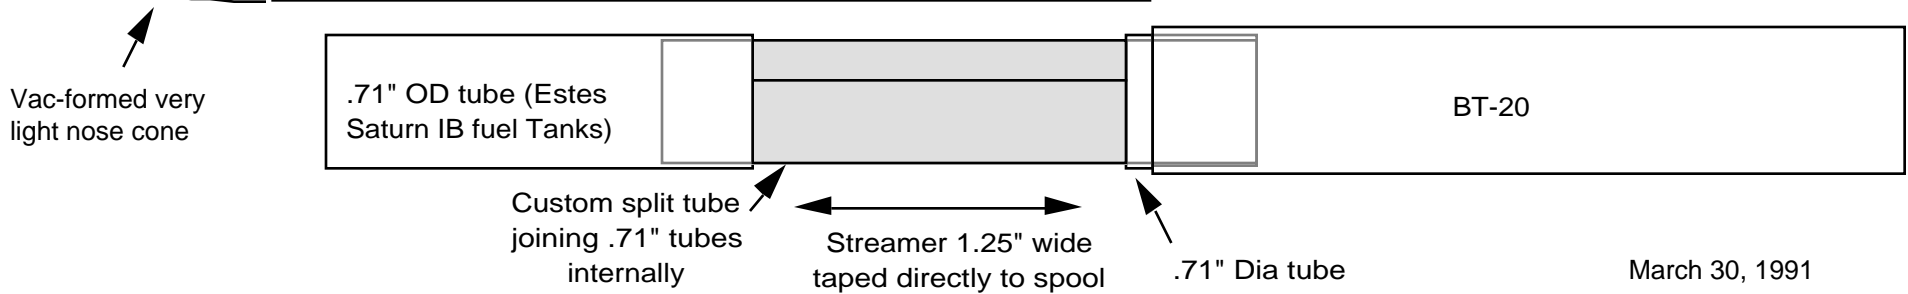 Vac-formed very
light nose cone
.71" OD tube (Estes
Saturn IB fuel Tanks)
BT-20
Custom split tube
joining .71" tubes
internally
Streamer 1.25" wide
taped directly to spool
.71" Dia tube
March 30, 1991